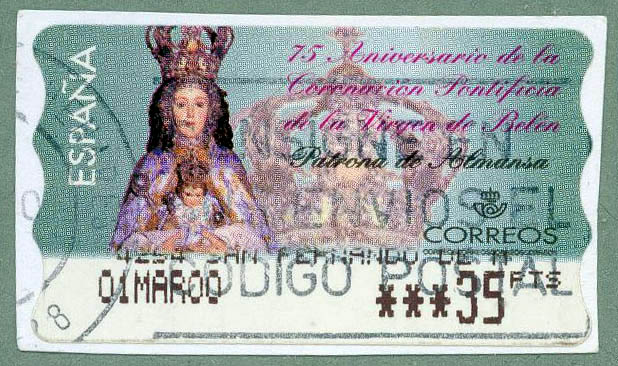 ESPAÑA
75 Aniversario de la
Coronación Pontificia
de la Virgen de Belén
Patrona de Almansa
ENVIOS EL
CORREOS
SAN FERNANDO DE H
CODIGO POSTAL
01MAR00
***35 PTS
8